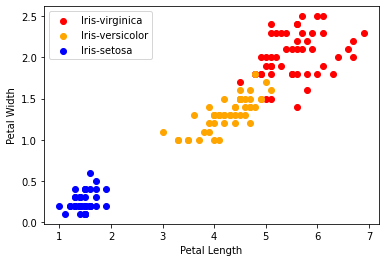 Iris-virginica
Iris-versicolor
Iris-setosa
Petal Width
2.5
2.0
1.5
1.0
0.5
0.0
1 2 3 4 5 6 7
Petal Length